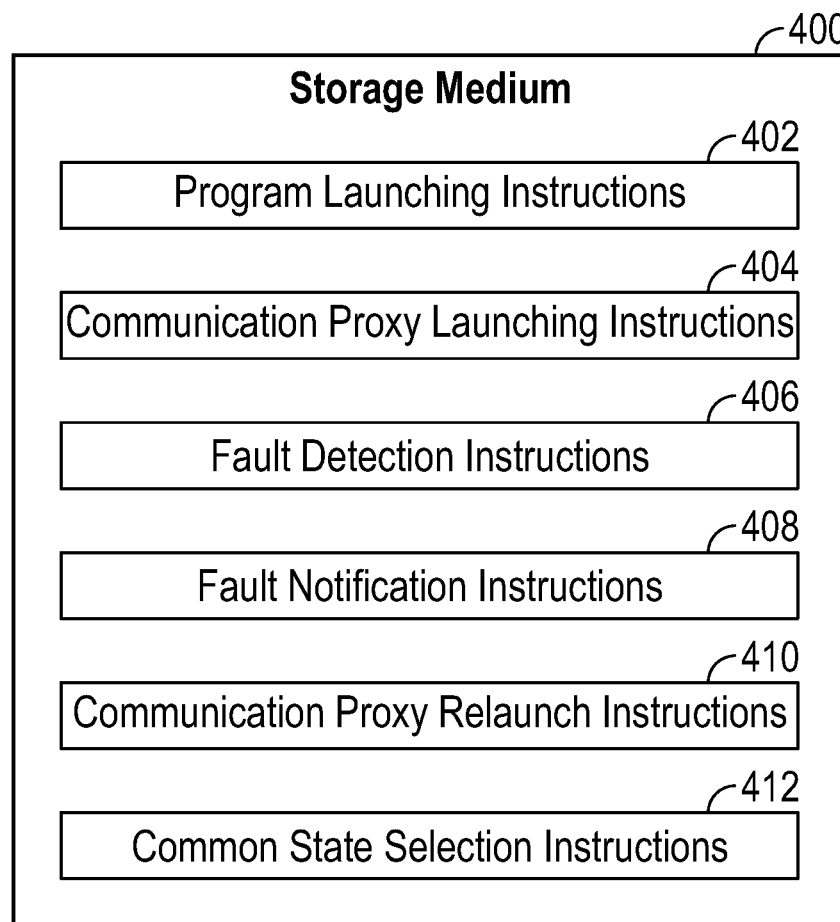 400
Storage Medium
402
Program Launching Instructions
404
Communication Proxy Launching Instructions
406
Fault Detection Instructions
408
Fault Notification Instructions
410
Communication Proxy Relaunch Instructions
412
Common State Selection Instructions